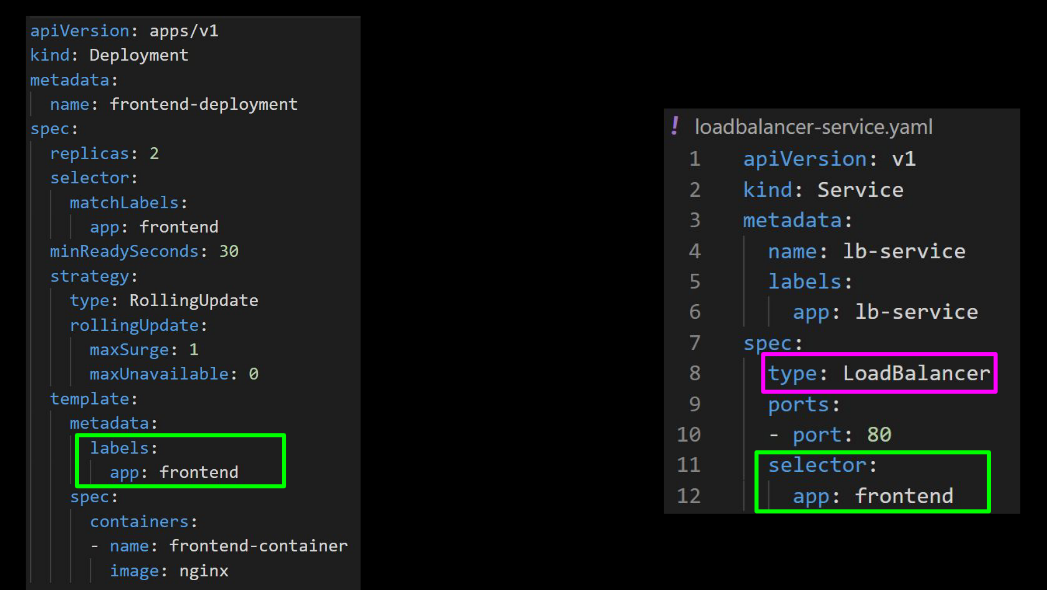 apiVersion: apps/v1
kind: Deployment
metadata:
  name: frontend-deployment
spec:
  replicas: 2
  selector:
    matchLabels:
      app: frontend
  minReadySeconds: 30
  strategy:
    type: RollingUpdate
    rollingUpdate:
      maxSurge: 1
      maxUnavailable: 0
  template:
    metadata:
      labels:
        app: frontend
    spec:
      containers:
      - name: frontend-container
        image: nginx
! loadbalancer-service.yaml
1 apiVersion: v1
2 kind: Service
3 metadata:
4   name: lb-service
5   labels:
6     app: lb-service
7 spec:
8   type: LoadBalancer
9   ports:
10   - port: 80
11   selector:
12     app: frontend